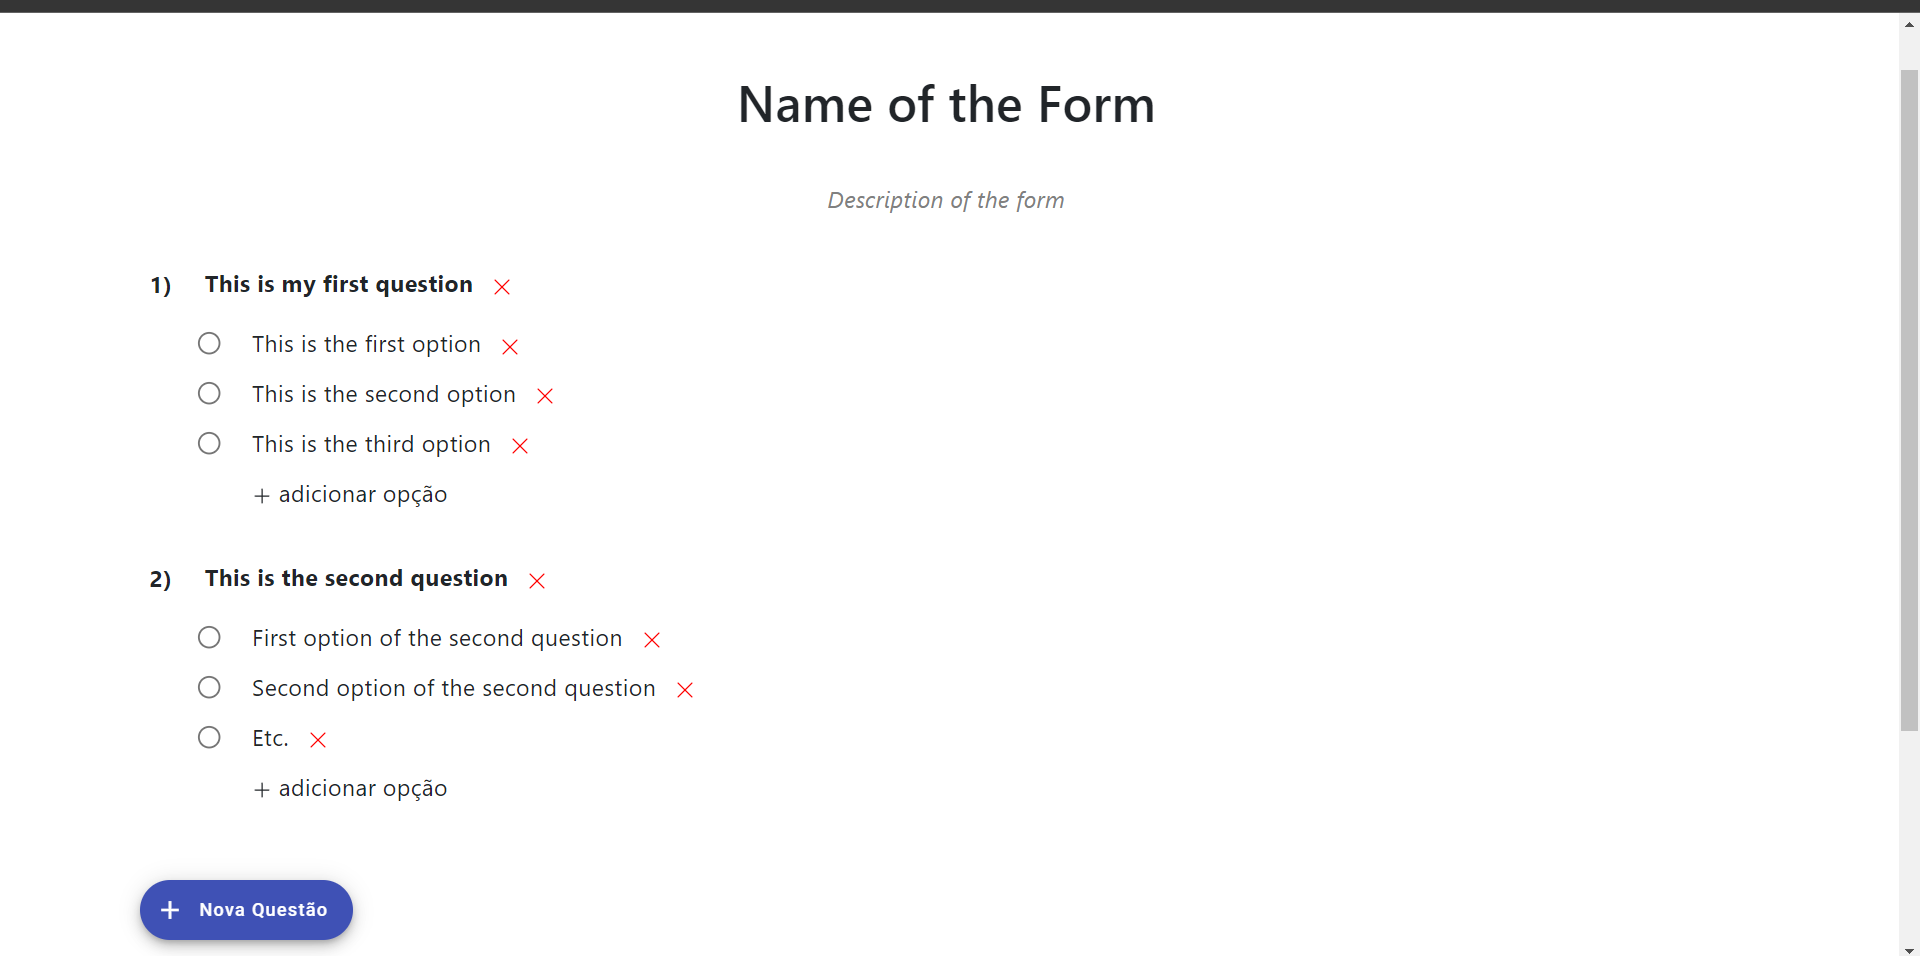 Name of the Form
Description of the form
1) This is my first question
This is the first option
This is the second option
This is the third option
+ adicionar opção
2) This is the second question
First option of the second question
Second option of the second question
Etc.
+ adicionar opção
+ Nova Questão